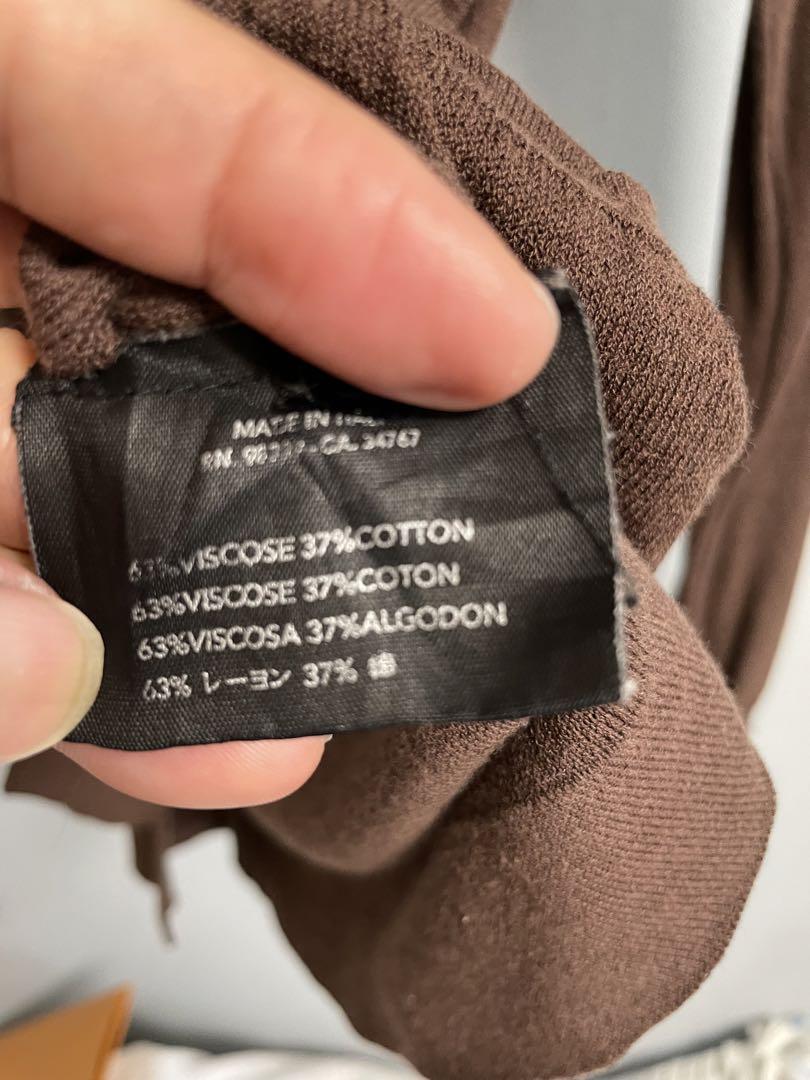 MADE IN
CA. 34767
63%VISCOSE 37%COTTON
63%VISCOSE 37%COTON
63%VISCOSA 37%ALGODON
63% レーヨン 37% 綿